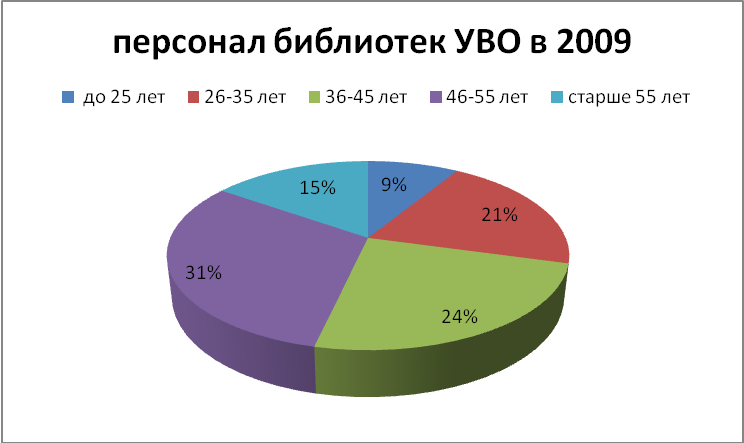 персонал библиотек УВО в 2009
до 25 лет 26-35 лет 36-45 лет 46-55 лет старше 55 лет
9%
15%
21%
31%
24%